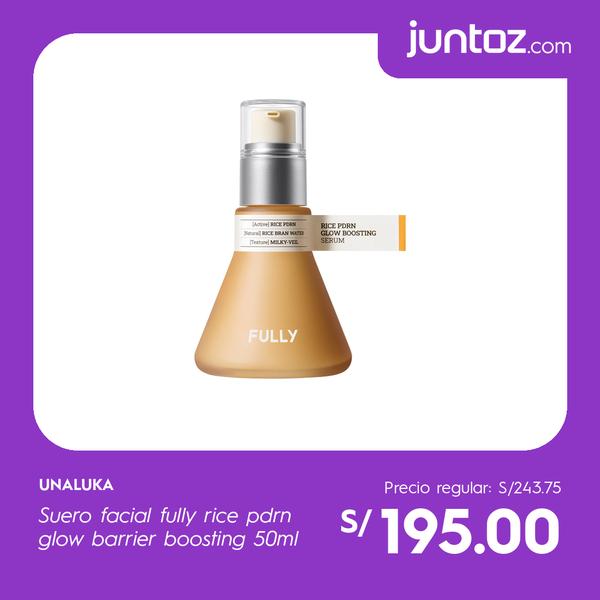 juntoz.com
[Active] RICE PDRN
[Natural] RICE BRAN WATER
[Texture] MILKY-VEIL
RICE PDRN
GLOW BOOSTING
SERUM
FULLY
UNALUKA
Suero facial fully rice pdrn
glow barrier boosting 50ml
Precio regular: S/243.75
S/195.00